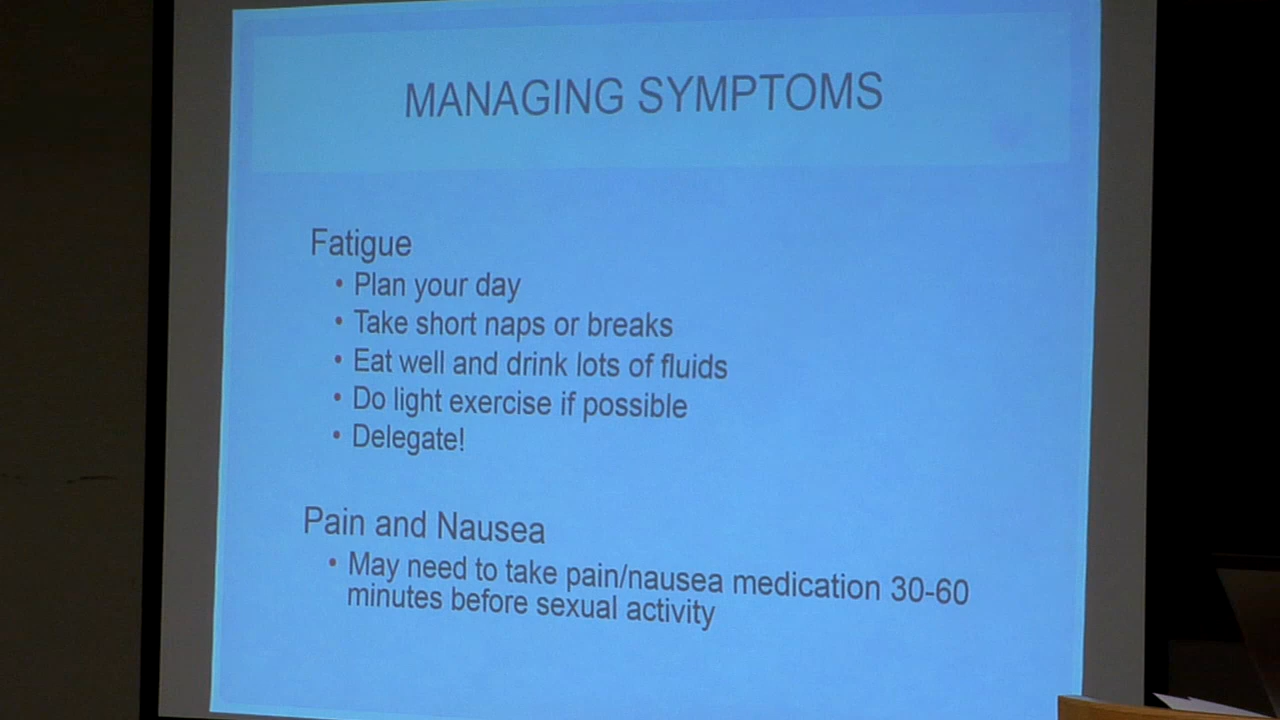 MANAGING SYMPTOMS
Fatigue
• Plan your day
• Take short naps or breaks
• Eat well and drink lots of fluids
• Do light exercise if possible
• Delegate!
Pain and Nausea
• May need to take pain/nausea medication 30-60
minutes before sexual activity